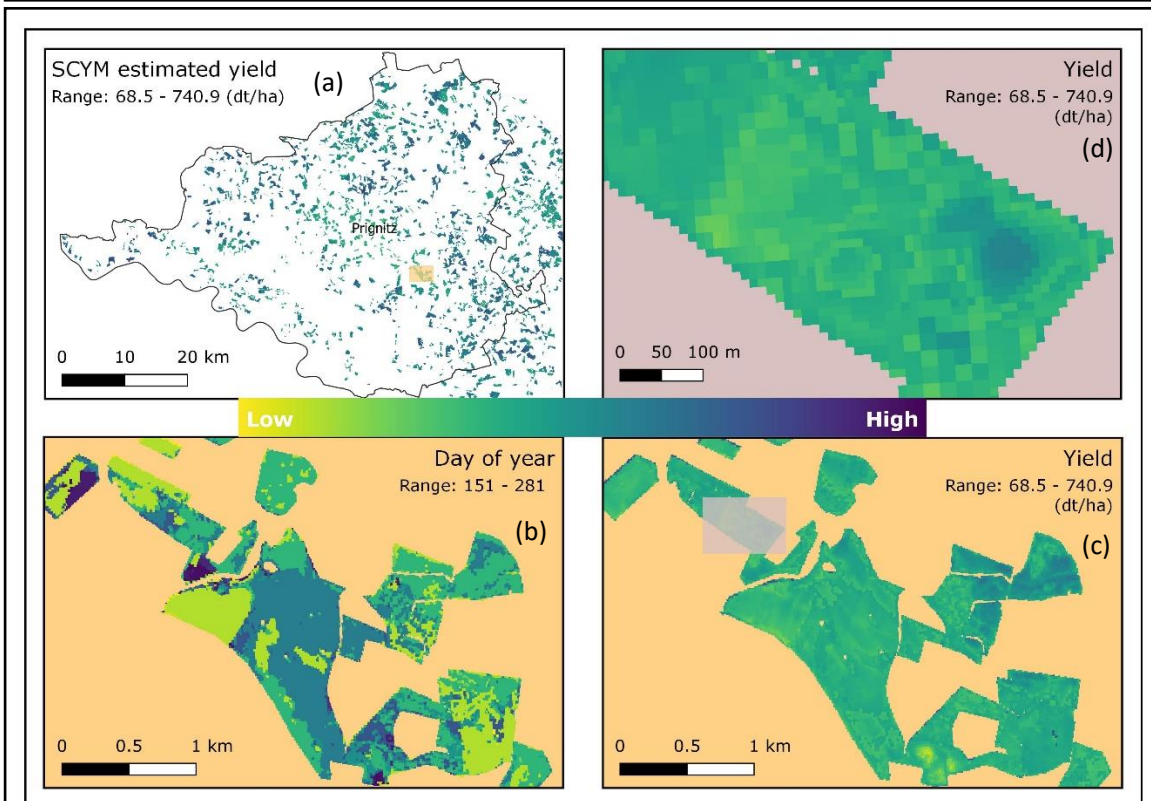 SCYM estimated yield
Range: 68.5 - 740.9 (dt/ha)
(a)
Prignitz
0 10 20 km
Yield
Range: 68.5 - 740.9
(dt/ha)
(d)
0 50 100 m
Low High
Day of year
Range: 151 - 281
(b)
0 0.5 1 km
Yield
Range: 68.5 - 740.9
(dt/ha)
(c)
0 0.5 1 km